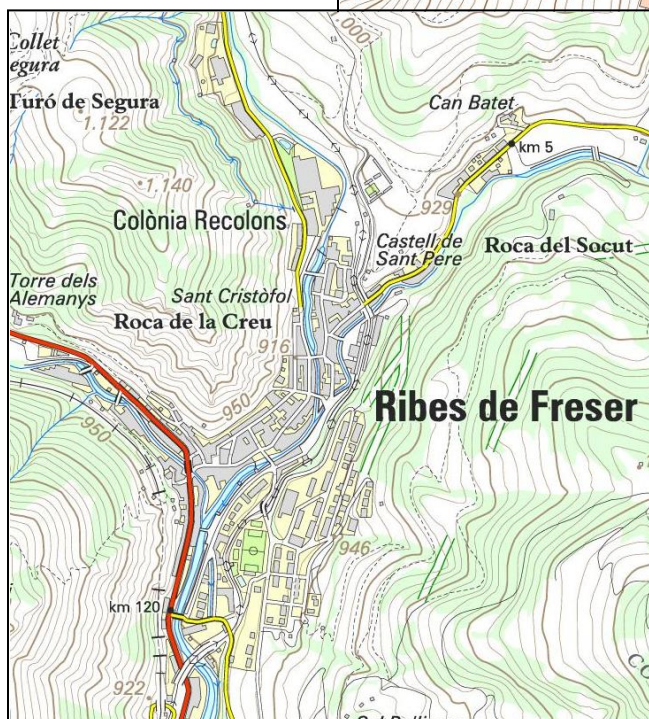 Collet
egura
1.000
Turó de Segura
1.122
Can Batet
km 5
1.140
929
Colònia Recolons
Castell de
Sant Pere
Roca del Socut
Torre dels
Alemanys
Sant Cristòfol
Roca de la Creu
916
950
Ribes de Freser
950
946
km 120
922